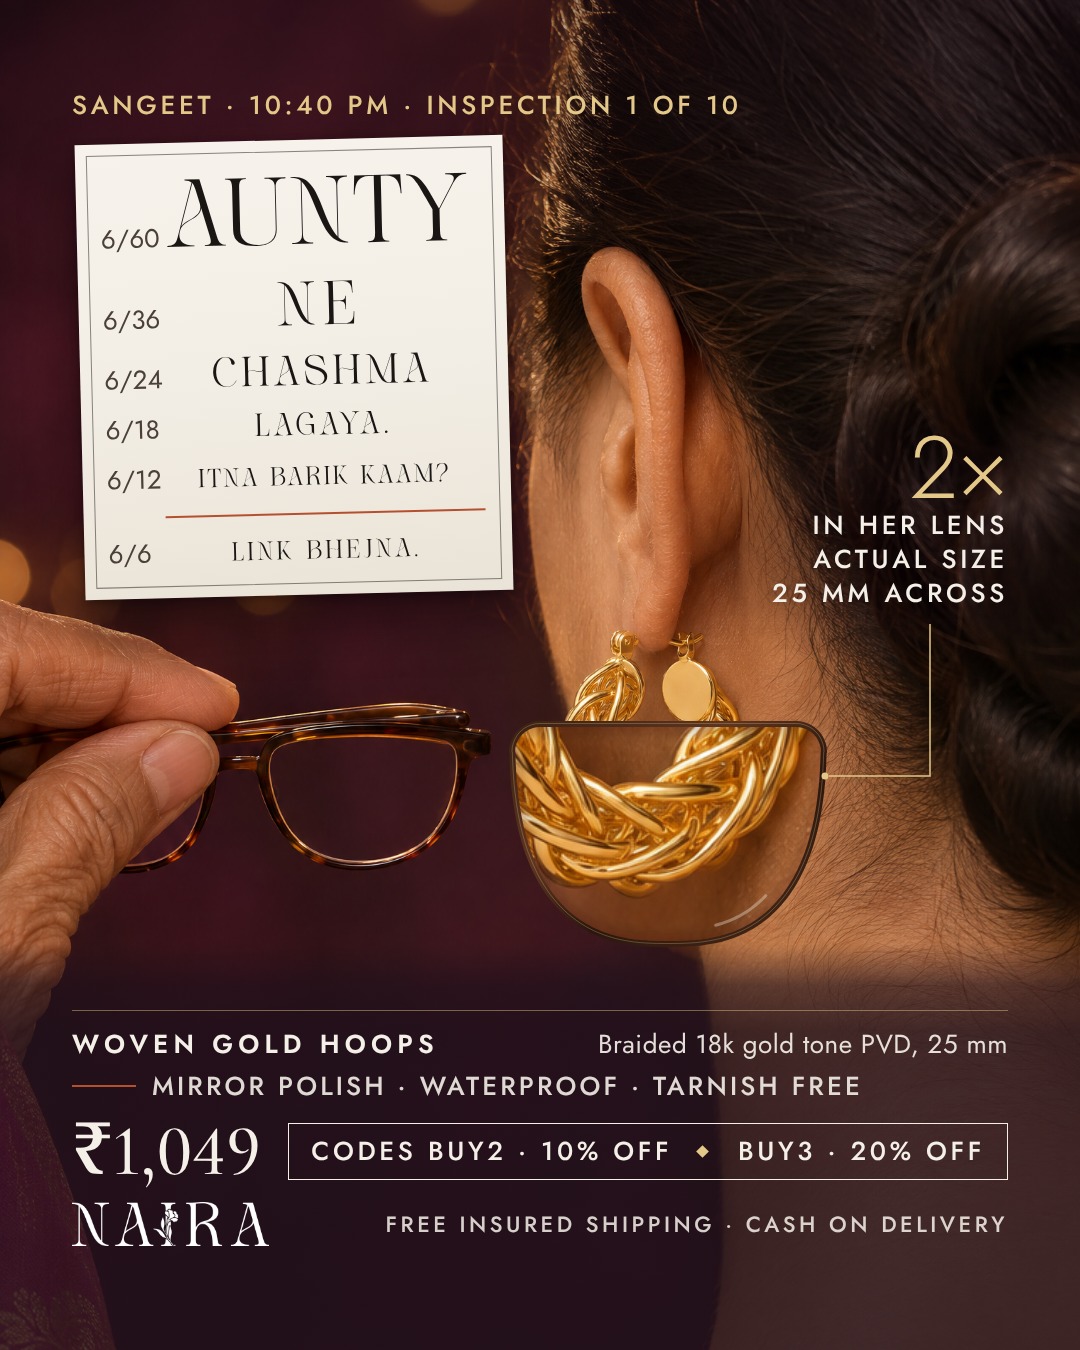 SANGEET · 10:40 PM · INSPECTION 1 OF 10
6/60 AUNTY
6/36 NE
6/24 CHASHMA
6/18 LAGAYA.
6/12 ITNA BARIK KAAM?
6/6 LINK BHEJNA.
2×
IN HER LENS
ACTUAL SIZE
25 MM ACROSS
WOVEN GOLD HOOPS Braided 18k gold tone PVD, 25 mm
MIRROR POLISH · WATERPROOF · TARNISH FREE
₹1,049 CODES BUY2 · 10% OFF ◆ BUY3 · 20% OFF
NAIRA FREE INSURED SHIPPING · CASH ON DELIVERY